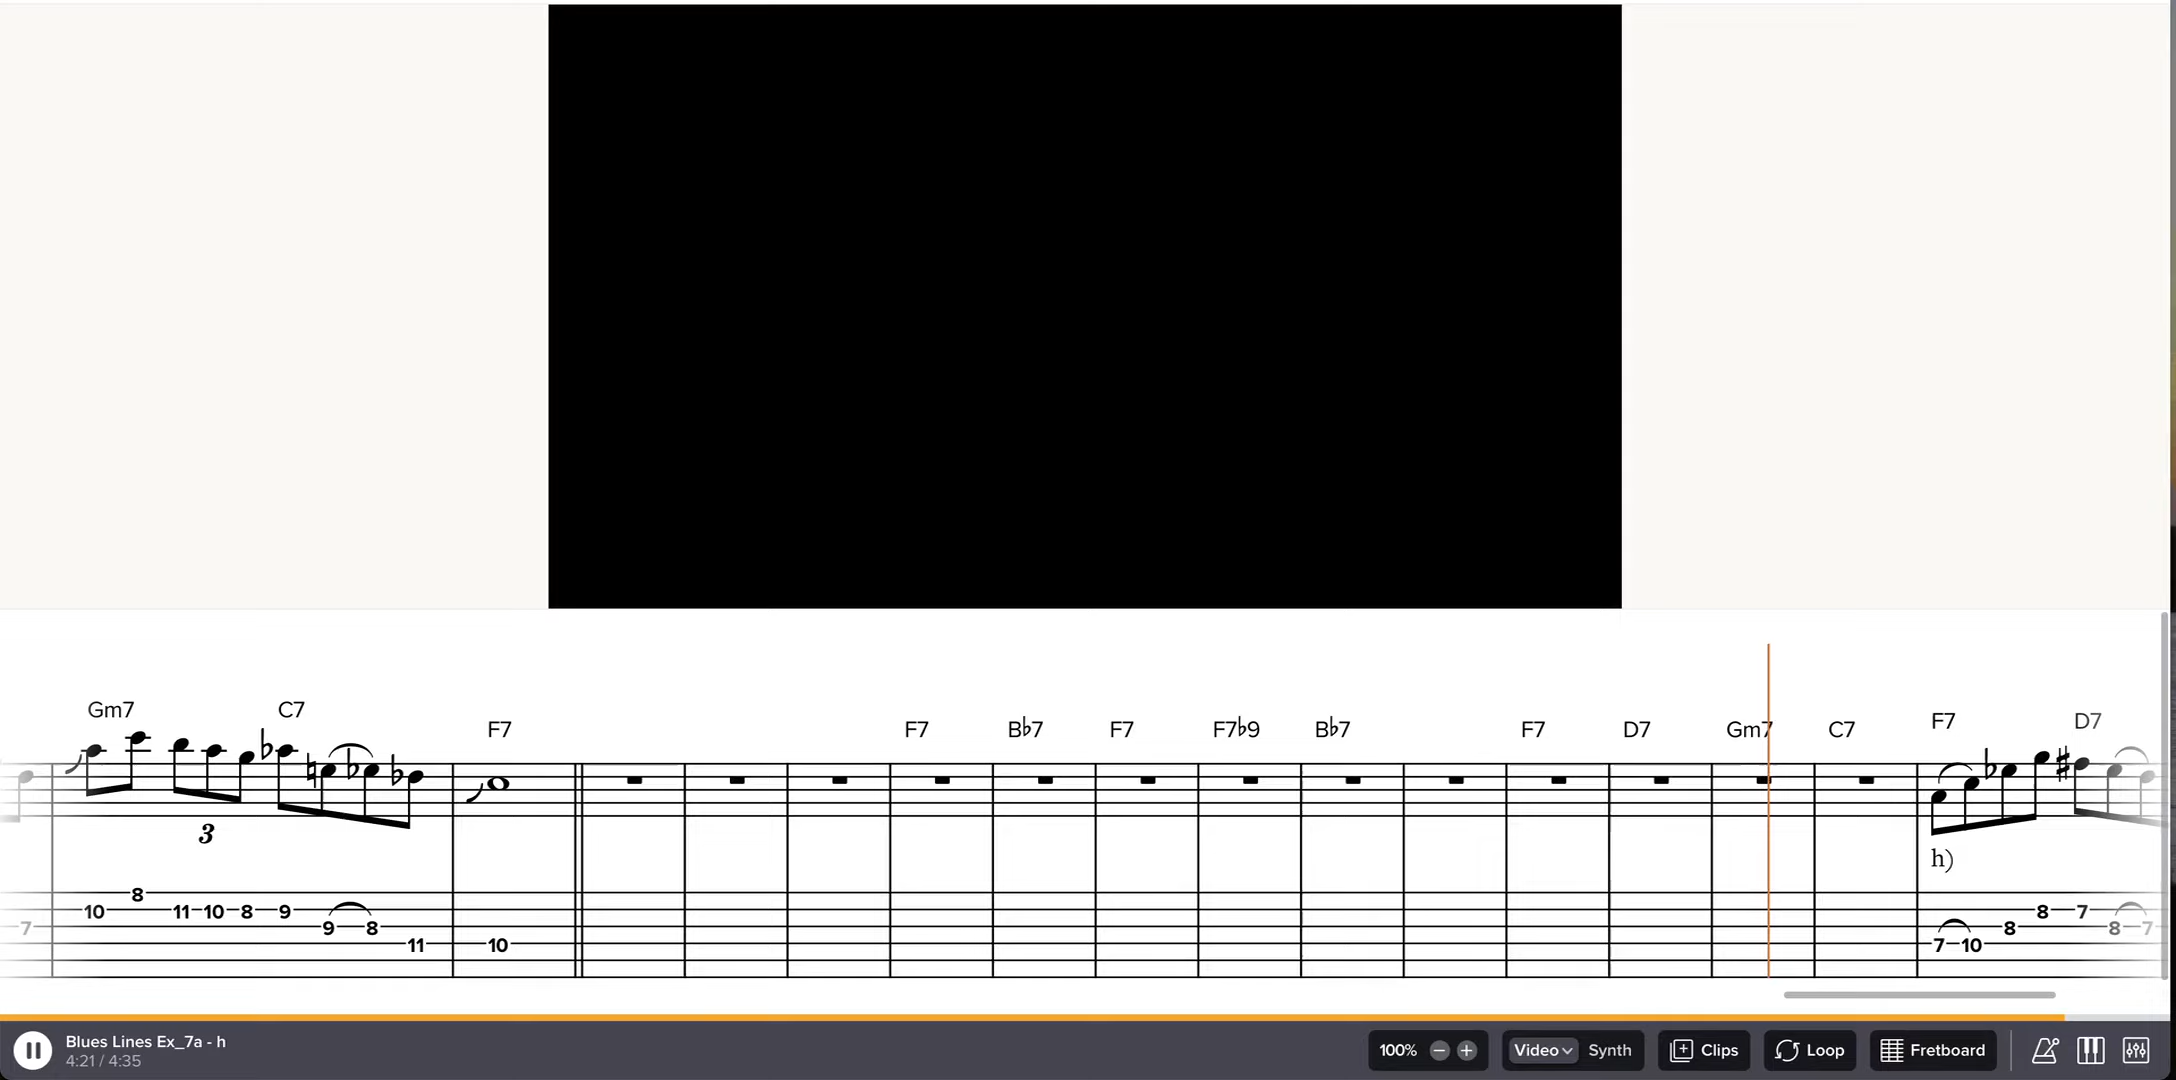 Gm7 C7 F7 F7 B♭7 F7 F7♭9 B♭7 F7 D7 Gm7 C7 F7 D7
3
h)
8
10 11 10 8 9 8 7
7 9 8 8 8 7
11 10 7 10
Blues Lines Ex_7a - h
4:21 / 4:35
100% Video Synth Clips Loop Fretboard